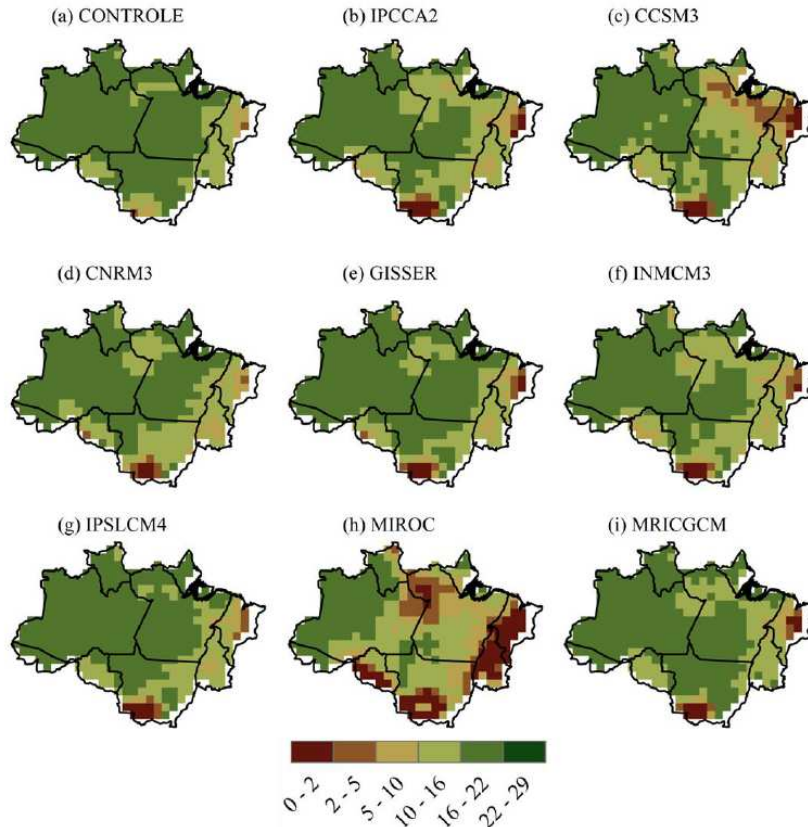 (a) CONTROLE
(b) IPCCA2
(c) CCSM3
(d) CNRM3
(e) GISSER
(f) INMCM3
(g) IPSLCM4
(h) MIROC
(i) MRICGCM
0 - 2
2 - 5
5 - 10
10 - 16
16 - 22
22 - 29